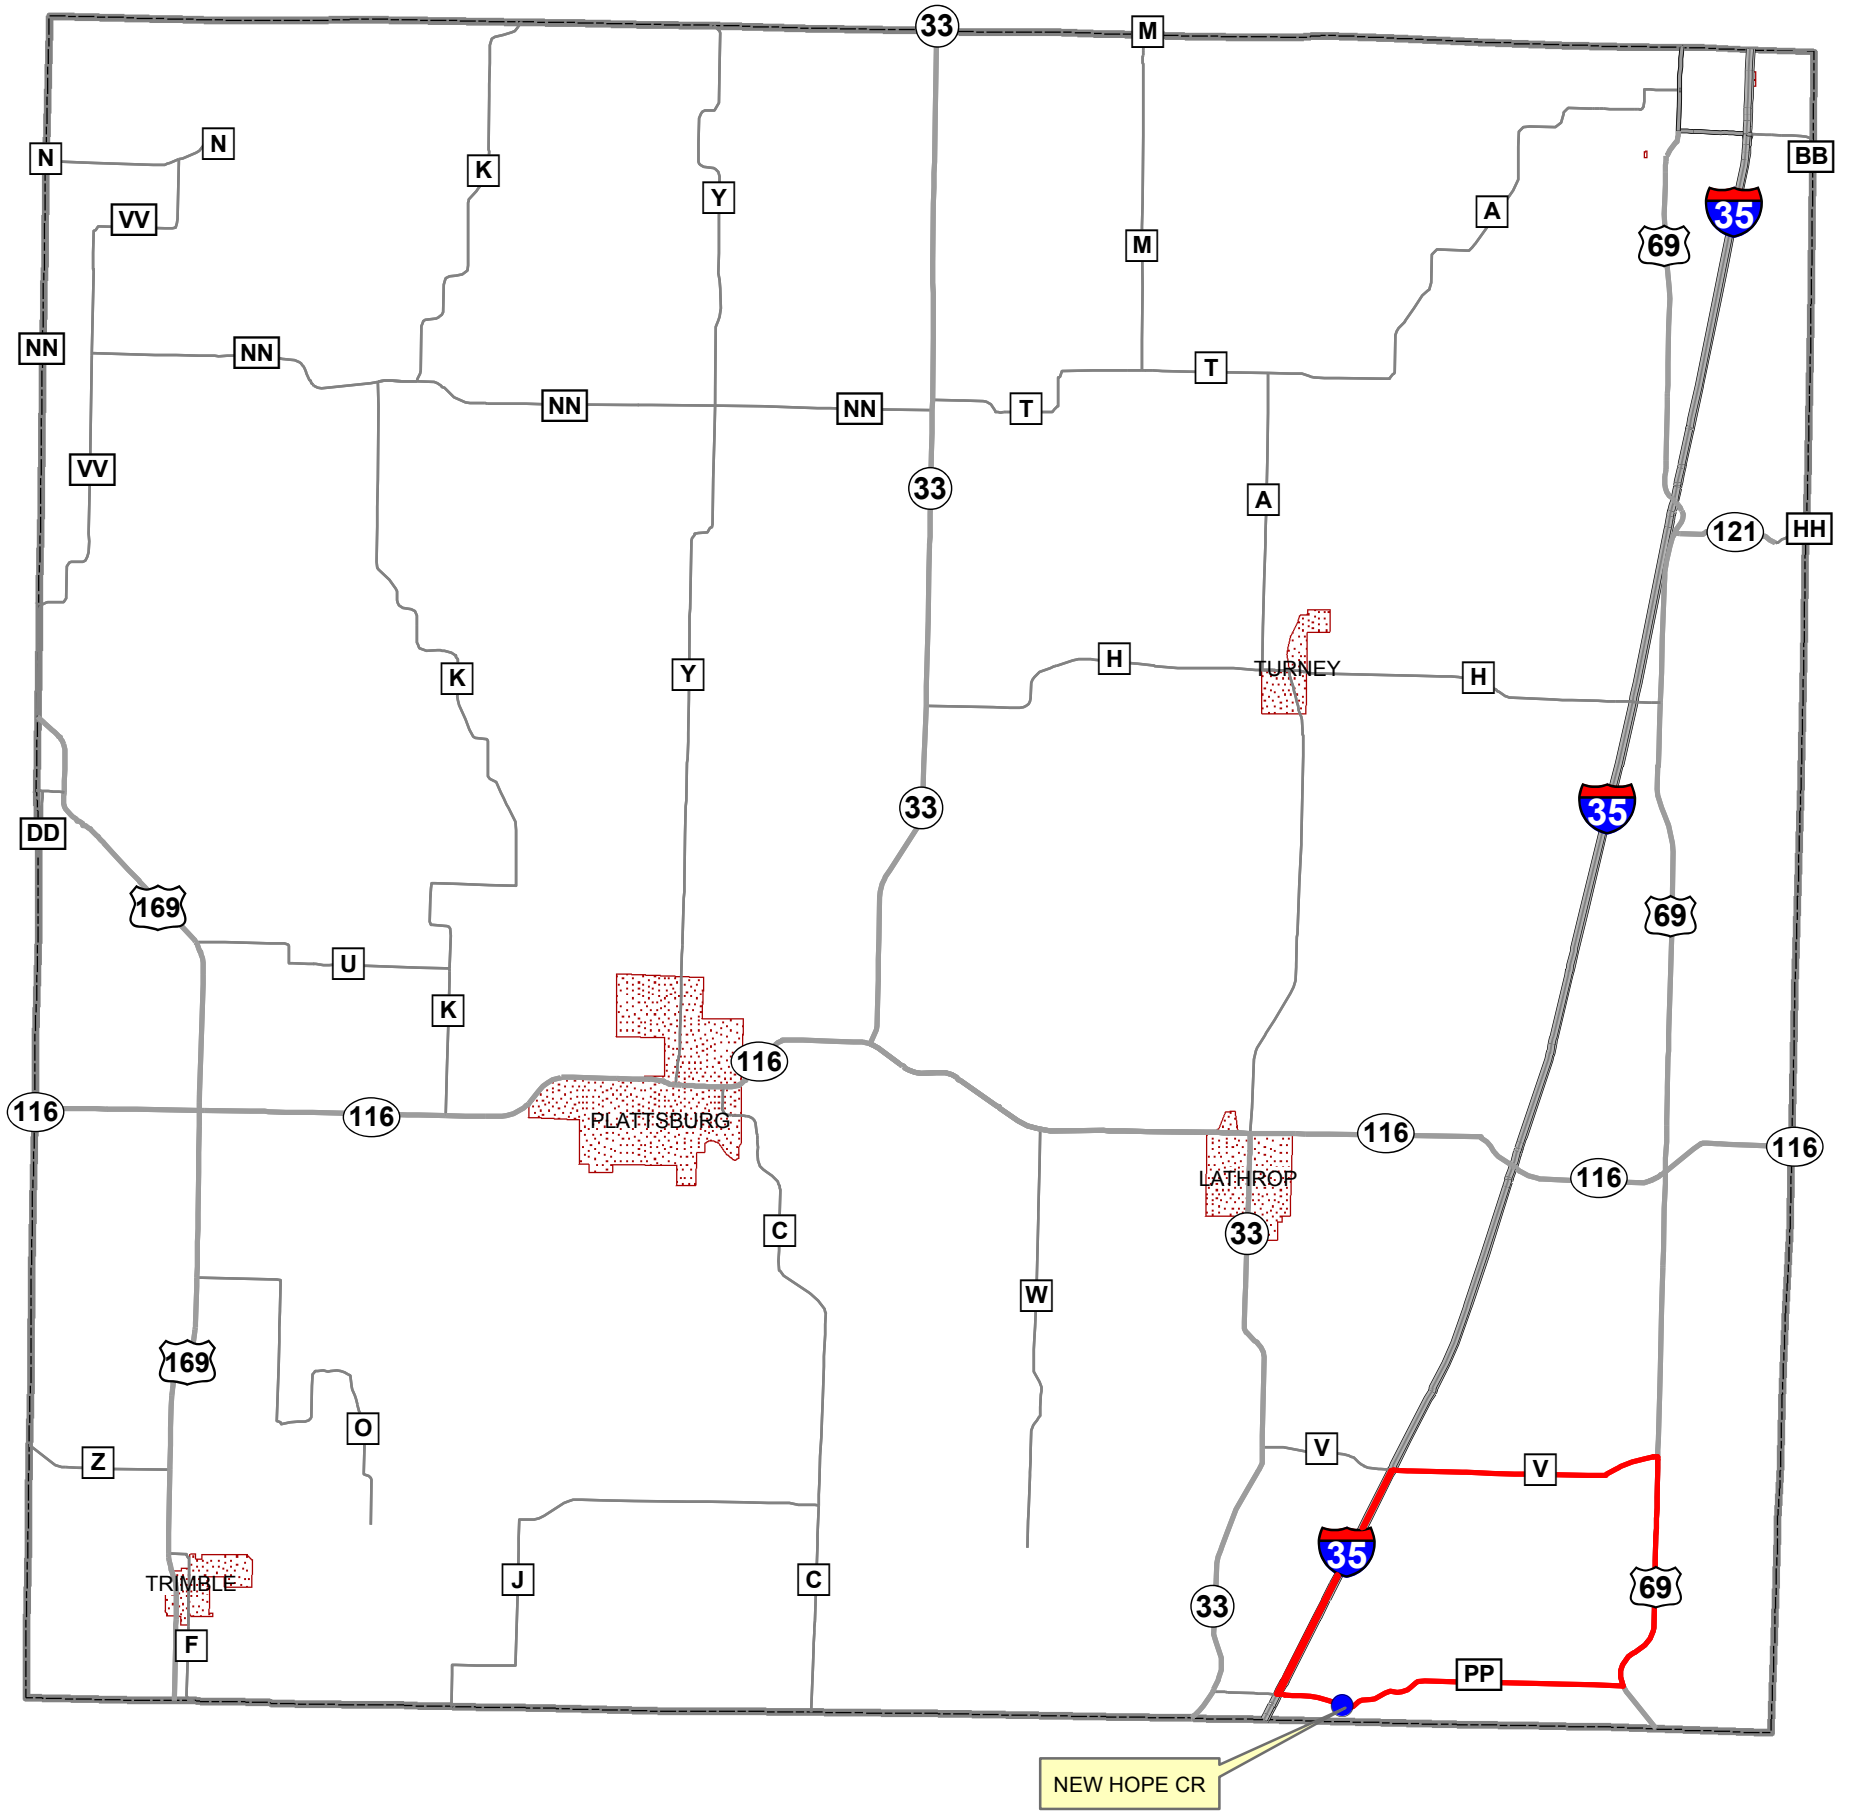 33
M
N
N
K
Y
BB
VV
A
35
69
M
NN
NN
T
NN
NN
T
VV
33
A
121
HH
TURNEY
H
Y
K
H
33
35
DD
169
69
U
K
116
116
116
PLATTSBURG
116
116
116
LATHROP
116
C
33
W
169
O
V
Z
V
35
TRIMBLE
J
C
69
33
F
PP
NEW HOPE CR